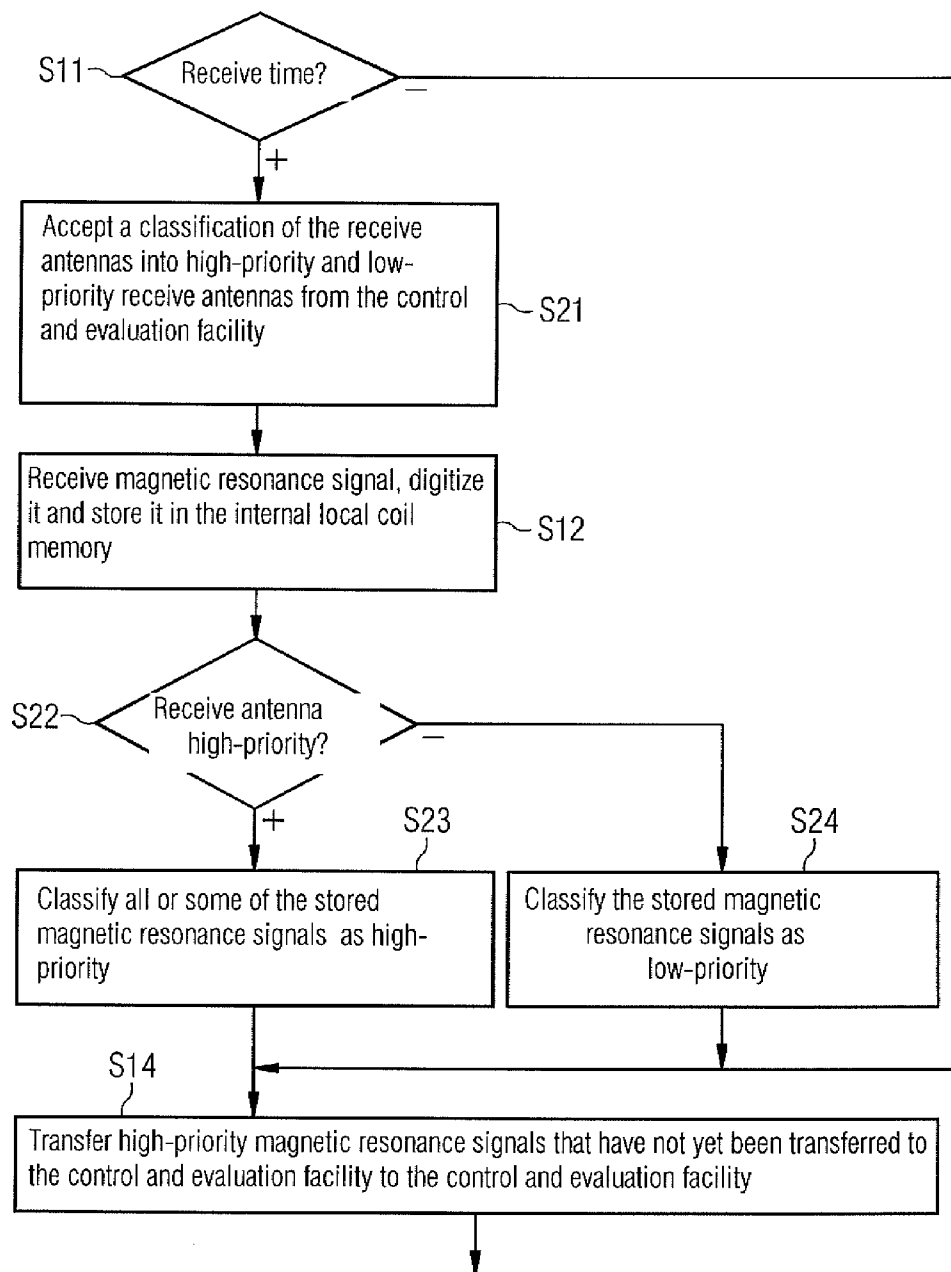 S11
Receive time?
−
+
Accept a classification of the receive
antennas into high-priority and low-
priority receive antennas from the control
and evaluation facility
S21
Receive magnetic resonance signal, digitize
it and store it in the internal local coil
memory
S12
S22
Receive antenna
high-priority?
−
+
S23
S24
Classify all or some of the stored
magnetic resonance signals as high-
priority
Classify the stored magnetic
resonance signals as
low-priority
S14
Transfer high-priority magnetic resonance signals that have not yet been transferred to
the control and evaluation facility to the control and evaluation facility